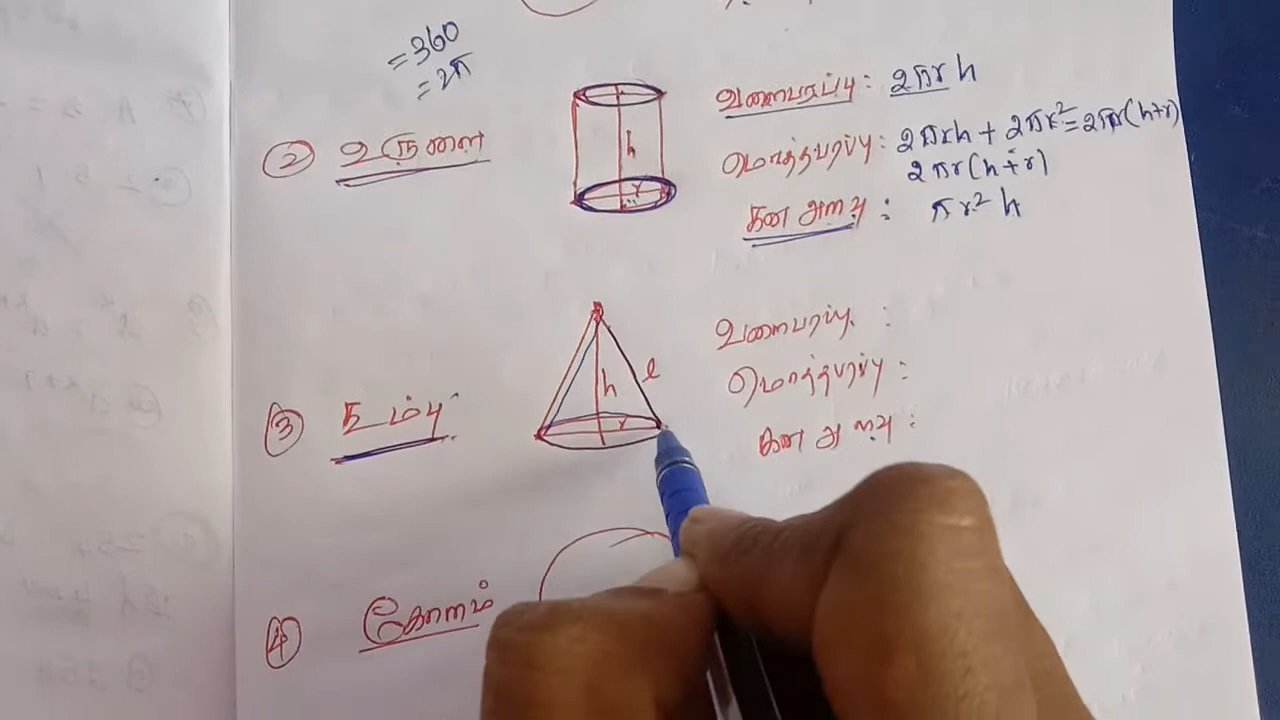 =360
=2π
② உருளை
h
r
வளைபரப்பு : 2πrh
மொத்தபரப்பு : 2πrh + 2πr²=2πr(h+r)
2πr(h+r)
கன அளவு : πr² h
③ கூம்பு
h
l
r
வளைபரப்பு :
மொத்தபரப்பு :
கன அளவு :
④ கோளம்